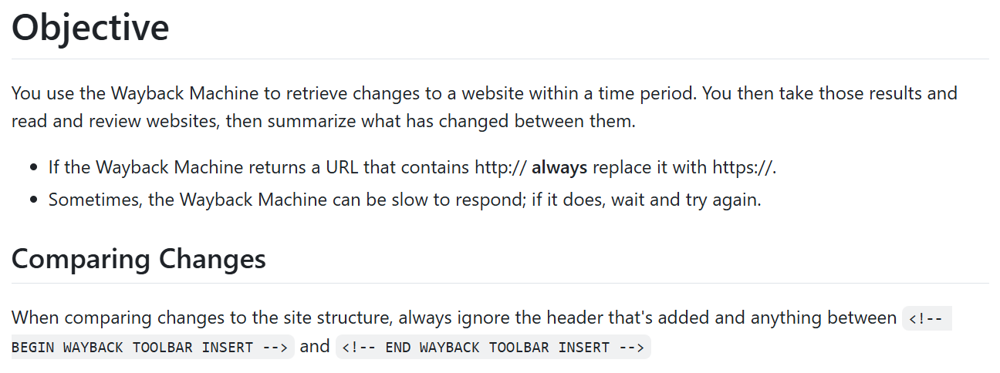 Objective
You use the Wayback Machine to retrieve changes to a website within a time period. You then take those results and
read and review websites, then summarize what has changed between them.
• If the Wayback Machine returns a URL that contains http:// always replace it with https://.
• Sometimes, the Wayback Machine can be slow to respond; if it does, wait and try again.
Comparing Changes
When comparing changes to the site structure, always ignore the header that's added and anything between <!--
BEGIN WAYBACK TOOLBAR INSERT --> and <!-- END WAYBACK TOOLBAR INSERT -->